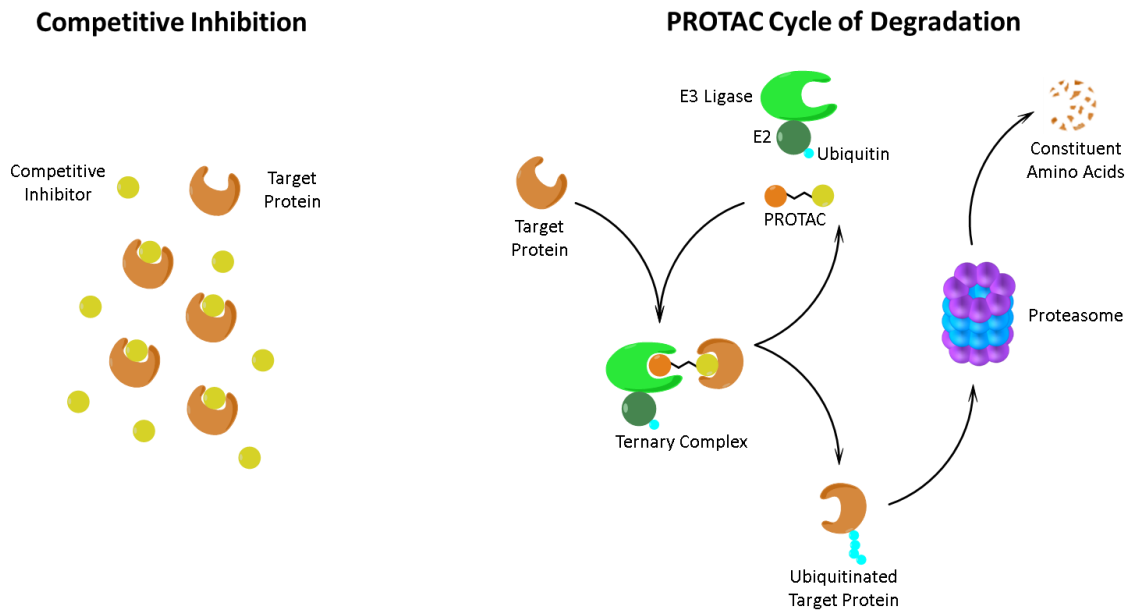 Competitive Inhibition
PROTAC Cycle of Degradation
Competitive
Inhibitor
Target
Protein
E3 Ligase
E2
Ubiquitin
PROTAC
Target
Protein
Constituent
Amino Acids
Proteasome
Ternary Complex
Ubiquitinated
Target Protein